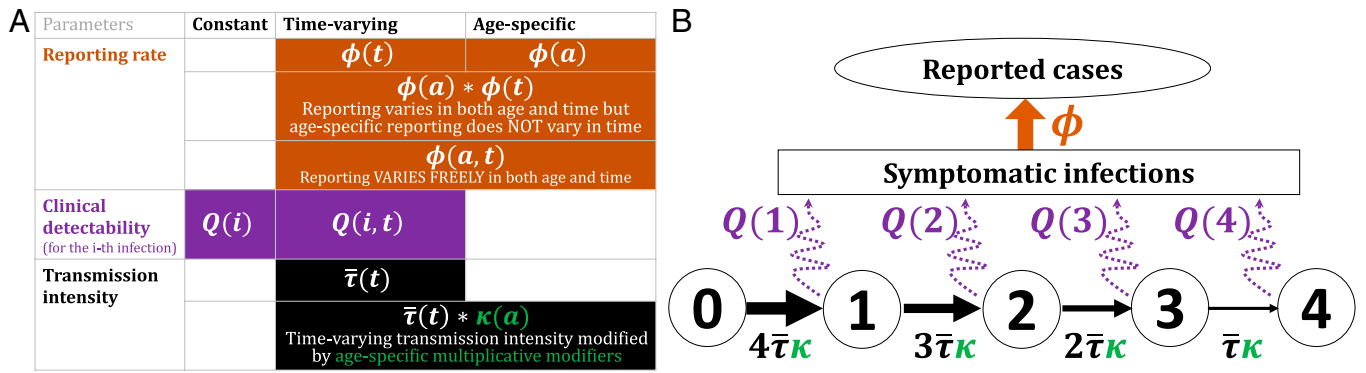 A
Parameters Constant Time-varying Age-specific
Reporting rate ϕ(t) ϕ(a)
ϕ(a) ∗ ϕ(t)
Reporting varies in both age and time but
age-specific reporting does NOT vary in time
ϕ(a, t)
Reporting VARIES FREELY in both age and time
Clinical
detectability
(for the i-th infection)
Q(i) Q(i, t)
Transmission
intensity
τ̄(t)
τ̄(t) ∗ κ(a)
Time-varying transmission intensity modified
by age-specific multiplicative modifiers
B
Reported cases
ϕ
Symptomatic infections
Q(1) Q(2) Q(3) Q(4)
0 1 2 3 4
4τ̄κ 3τ̄κ 2τ̄κ τ̄κ